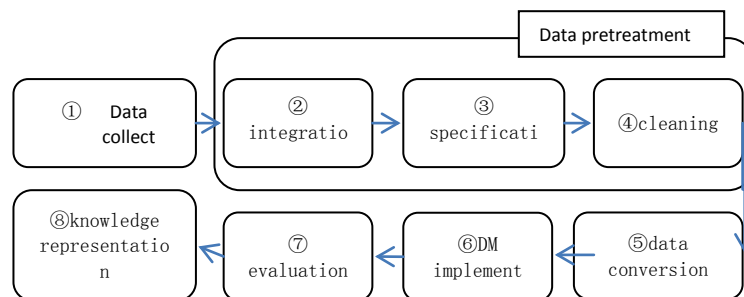 Data pretreatment
① Data
collect
②
integratio
③
specificati
④cleaning
⑤data
conversion
⑥DM
implement
⑦
evaluation
⑧knowledge
representatio
n